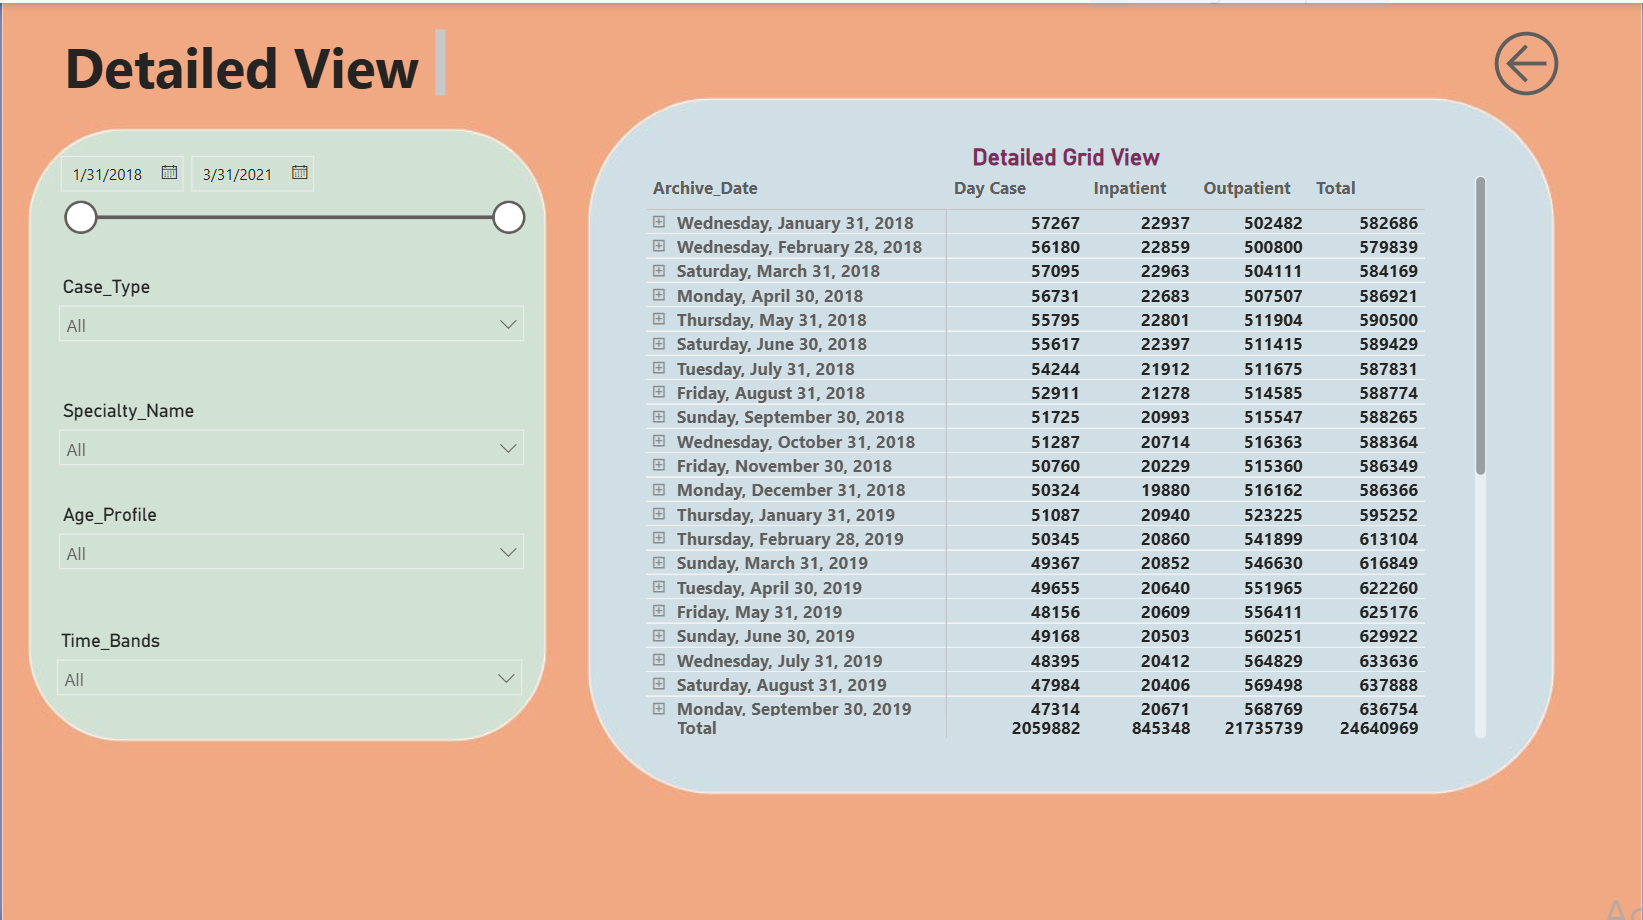 Detailed View
1/31/2018 3/31/2021
Case_Type
All
Specialty_Name
All
Age_Profile
All
Time_Bands
All
Detailed Grid View
Archive_Date Day Case Inpatient Outpatient Total
Wednesday, January 31, 2018 57267 22937 502482 582686
Wednesday, February 28, 2018 56180 22859 500800 579839
Saturday, March 31, 2018 57095 22963 504111 584169
Monday, April 30, 2018 56731 22683 507507 586921
Thursday, May 31, 2018 55795 22801 511904 590500
Saturday, June 30, 2018 55617 22397 511415 589429
Tuesday, July 31, 2018 54244 21912 511675 587831
Friday, August 31, 2018 52911 21278 514585 588774
Sunday, September 30, 2018 51725 20993 515547 588265
Wednesday, October 31, 2018 51287 20714 516363 588364
Friday, November 30, 2018 50760 20229 515360 586349
Monday, December 31, 2018 50324 19880 516162 586366
Thursday, January 31, 2019 51087 20940 523225 595252
Thursday, February 28, 2019 50345 20860 541899 613104
Sunday, March 31, 2019 49367 20852 546630 616849
Tuesday, April 30, 2019 49655 20640 551965 622260
Friday, May 31, 2019 48156 20609 556411 625176
Sunday, June 30, 2019 49168 20503 560251 629922
Wednesday, July 31, 2019 48395 20412 564829 633636
Saturday, August 31, 2019 47984 20406 569498 637888
Monday, September 30, 2019 47314 20671 568769 636754
Total 2059882 845348 21735739 24640969